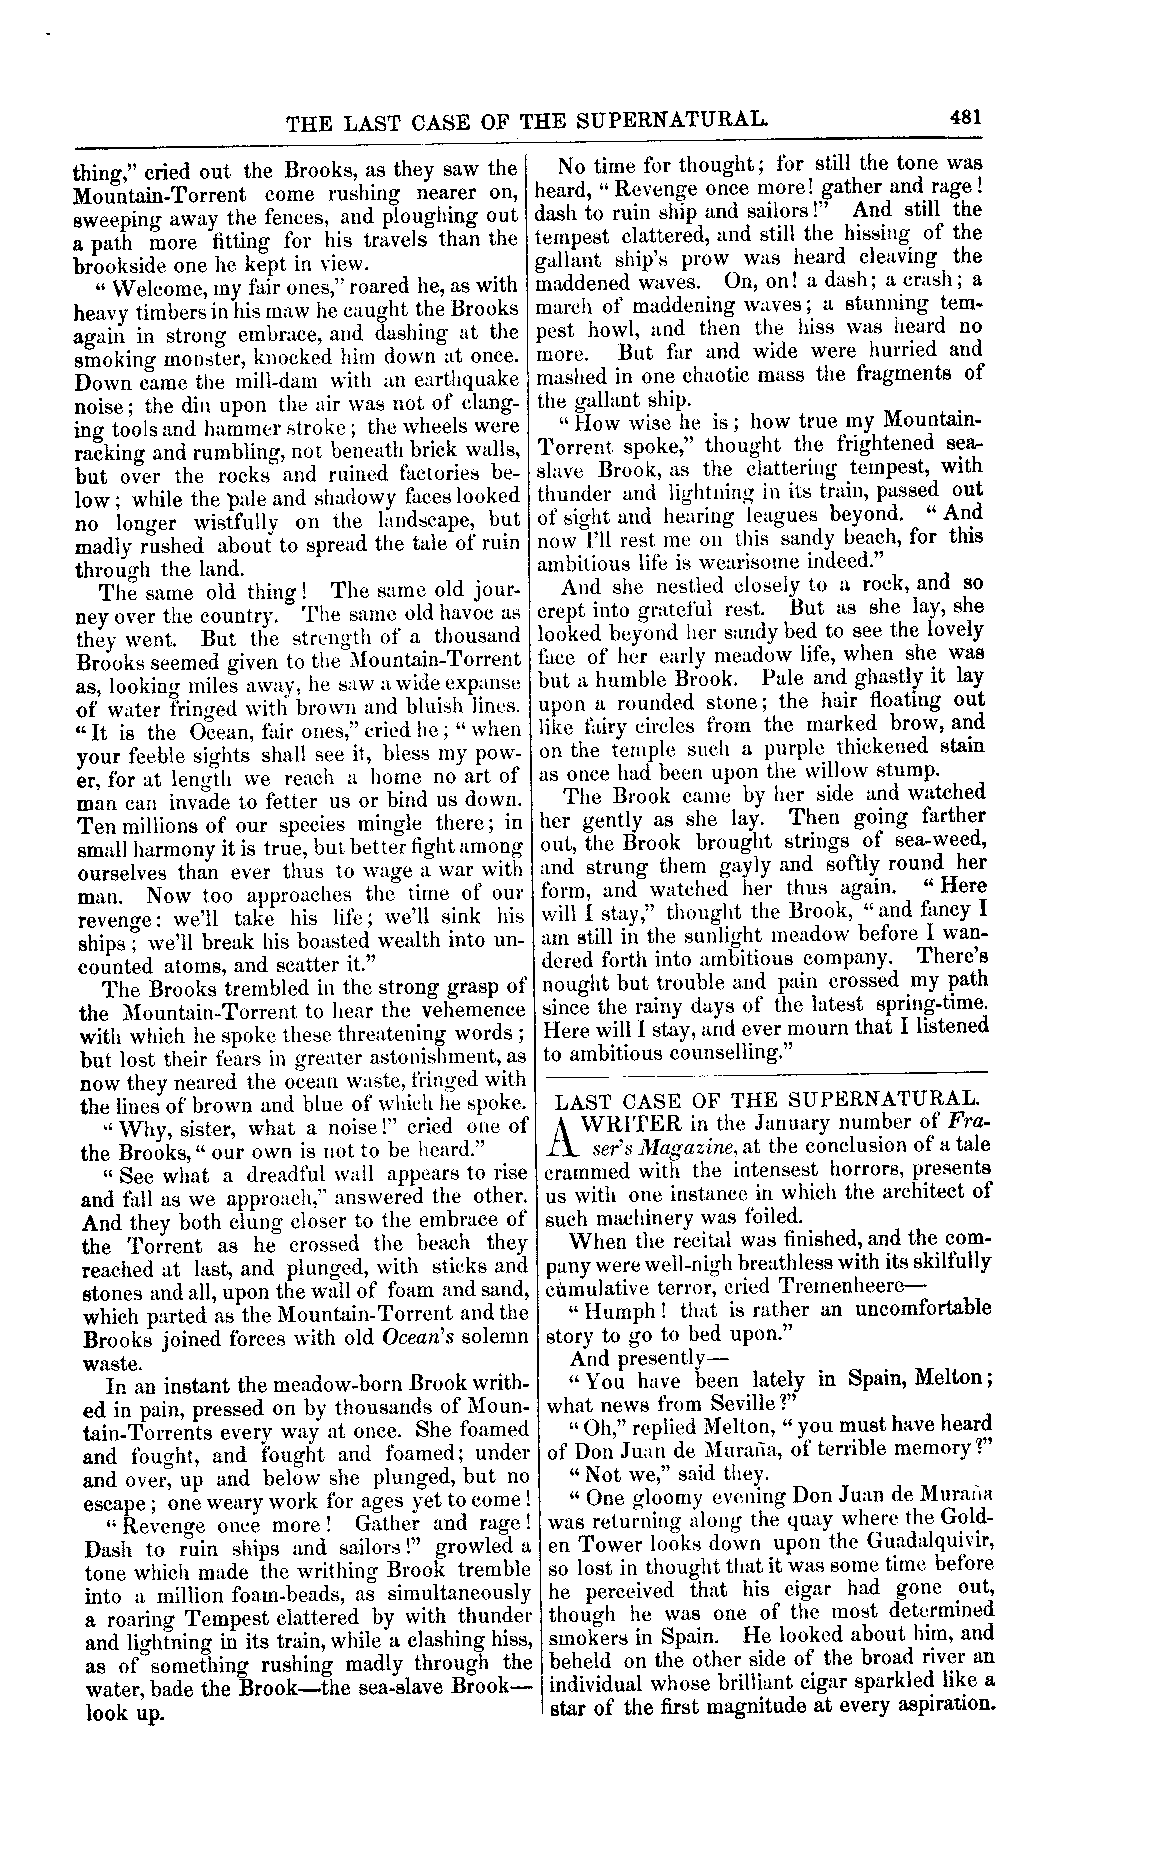 THE LAST CASE OF THE SUPERNATURAL. 481
thing,” cried out the Brooks, as they saw the
Mountain-Torrent come rushing nearer on,
sweeping away the fences, and ploughing out
a path more fitting for his travels than the
brookside one he kept in view.
“Welcome, my fair ones,” roared he, as with
heavy timbers in his maw he caught the Brooks
again in strong embrace, and dashing at the
smoking monster, knocked him down at once.
Down came the mill-dam with an earthquake
noise; the din upon the air was not of clang-
ing tools and hammer stroke; the wheels were
racking and rumbling, not beneath brick walls,
but over the rocks and ruined factories be-
low; while the pale and shadowy faces looked
no longer wistfully on the landscape, but
madly rushed about to spread the tale of ruin
through the land.
The same old thing! The same old jour-
ney over the country. The same old havoc as
they went. But the strength of a thousand
Brooks seemed given to the Mountain-Torrent
as, looking miles away, he saw a wide expanse
of water fringed with brown and bluish lines.
“It is the Ocean, fair ones,” cried he; “when
your feeble sights shall see it, bless my pow-
er, for at length we reach a home no art of
man can invade to fetter us or bind us down.
Ten millions of our species mingle there; in
small harmony it is true, but better fight among
ourselves than ever thus to wage a war with
man. Now too approaches the time of our
revenge: we’ll take his life; we’ll sink his
ships; we’ll break his boasted wealth into un-
counted atoms, and scatter it.”
The Brooks trembled in the strong grasp of
the Mountain-Torrent to hear the vehemence
with which he spoke these threatening words;
but lost their fears in greater astonishment, as
now they neared the ocean waste, fringed with
the lines of brown and blue of which he spoke.
“Why, sister, what a noise!” cried one of
the Brooks, “our own is not to be heard.”
“See what a dreadful wall appears to rise
and fall as we approach,” answered the other.
And they both clung closer to the embrace of
the Torrent as he crossed the beach they
reached at last, and plunged, with sticks and
stones and all, upon the wall of foam and sand,
which parted as the Mountain-Torrent and the
Brooks joined forces with old Ocean’s solemn
waste.
In an instant the meadow-born Brook writh-
ed in pain, pressed on by thousands of Moun-
tain-Torrents every way at once. She foamed
and fought, and fought and foamed; under
and over, up and below she plunged, but no
escape; one weary work for ages yet to come!
“Revenge once more! Gather and rage!
Dash to ruin ships and sailors!” growled a
tone which made the writhing Brook tremble
into a million foam-beads, as simultaneously
a roaring Tempest clattered by with thunder
and lightning in its train, while a clashing hiss,
as of something rushing madly through the
water, bade the Brook—the sea-slave Brook—
look up.
No time for thought; for still the tone was
heard, “Revenge once more! gather and rage!
dash to ruin ship and sailors!” And still the
tempest clattered, and still the hissing of the
gallant ship’s prow was heard cleaving the
maddened waves. On, on! a dash; a crash; a
march of maddening waves; a stunning tem-
pest howl, and then the hiss was heard no
more. But far and wide were hurried and
mashed in one chaotic mass the fragments of
the gallant ship.
“How wise he is; how true my Mountain-
Torrent spoke,” thought the frightened sea-
slave Brook, as the clattering tempest, with
thunder and lightning in its train, passed out
of sight and hearing leagues beyond. “And
now I’ll rest me on this sandy beach, for this
ambitious life is wearisome indeed.”
And she nestled closely to a rock, and so
crept into grateful rest. But as she lay, she
looked beyond her sandy bed to see the lovely
face of her early meadow life, when she was
but a humble Brook. Pale and ghastly it lay
upon a rounded stone; the hair floating out
like fairy circles from the marked brow, and
on the temple such a purple thickened stain
as once had been upon the willow stump.
The Brook came by her side and watched
her gently as she lay. Then going farther
out, the Brook brought strings of sea-weed,
and strung them gayly and softly round her
form, and watched her thus again. “Here
will I stay,” thought the Brook, “and fancy I
am still in the sunlight meadow before I wan-
dered forth into ambitious company. There’s
nought but trouble and pain crossed my path
since the rainy days of the latest spring-time.
Here will I stay, and ever mourn that I listened
to ambitious counselling.”
LAST CASE OF THE SUPERNATURAL.
A WRITER in the January number of Fra-
ser’s Magazine, at the conclusion of a tale
crammed with the intensest horrors, presents
us with one instance in which the architect of
such machinery was foiled.
When the recital was finished, and the com-
pany were well-nigh breathless with its skilfully
cumulative terror, cried Tremenheere—
“Humph! that is rather an uncomfortable
story to go to bed upon.”
And presently—
“You have been lately in Spain, Melton;
what news from Seville?”
“Oh,” replied Melton, “you must have heard
of Don Juan de Muraña, of terrible memory?”
“Not we,” said they.
“One gloomy evening Don Juan de Muraña
was returning along the quay where the Gold-
en Tower looks down upon the Guadalquivir,
so lost in thought that it was some time before
he perceived that his cigar had gone out,
though he was one of the most determined
smokers in Spain. He looked about him, and
beheld on the other side of the broad river an
individual whose brilliant cigar sparkled like a
star of the first magnitude at every aspiration.